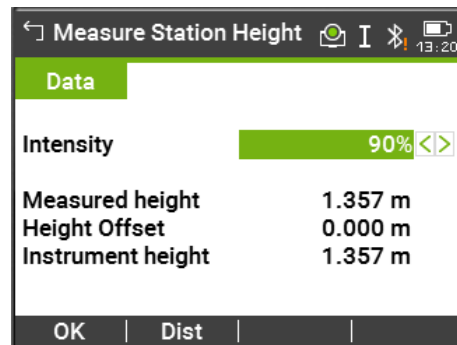 Measure Station Height I 13:20
Data
Intensity 90%
Measured height 1.357 m
Height Offset 0.000 m
Instrument height 1.357 m
OK | Dist | |